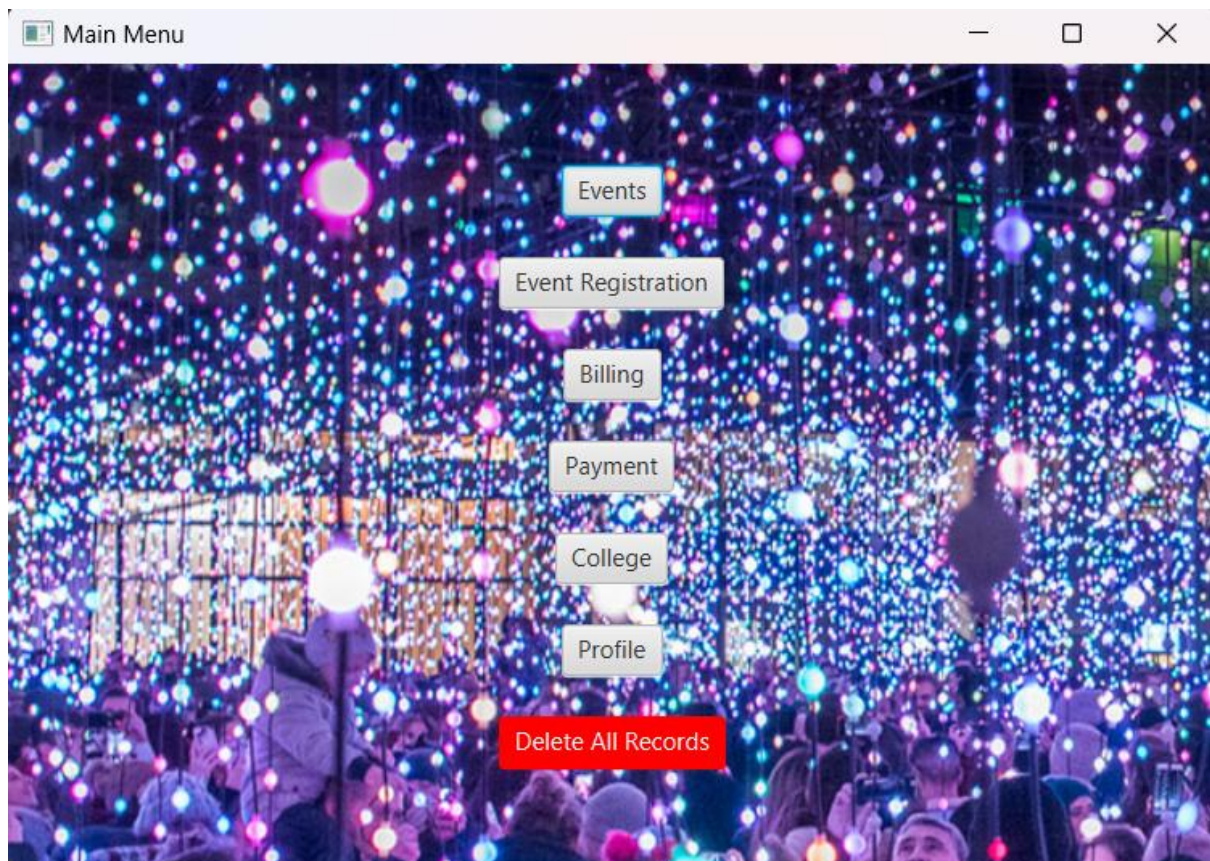 Main Menu
Events
Event Registration
Billing
Payment
College
Profile
Delete All Records